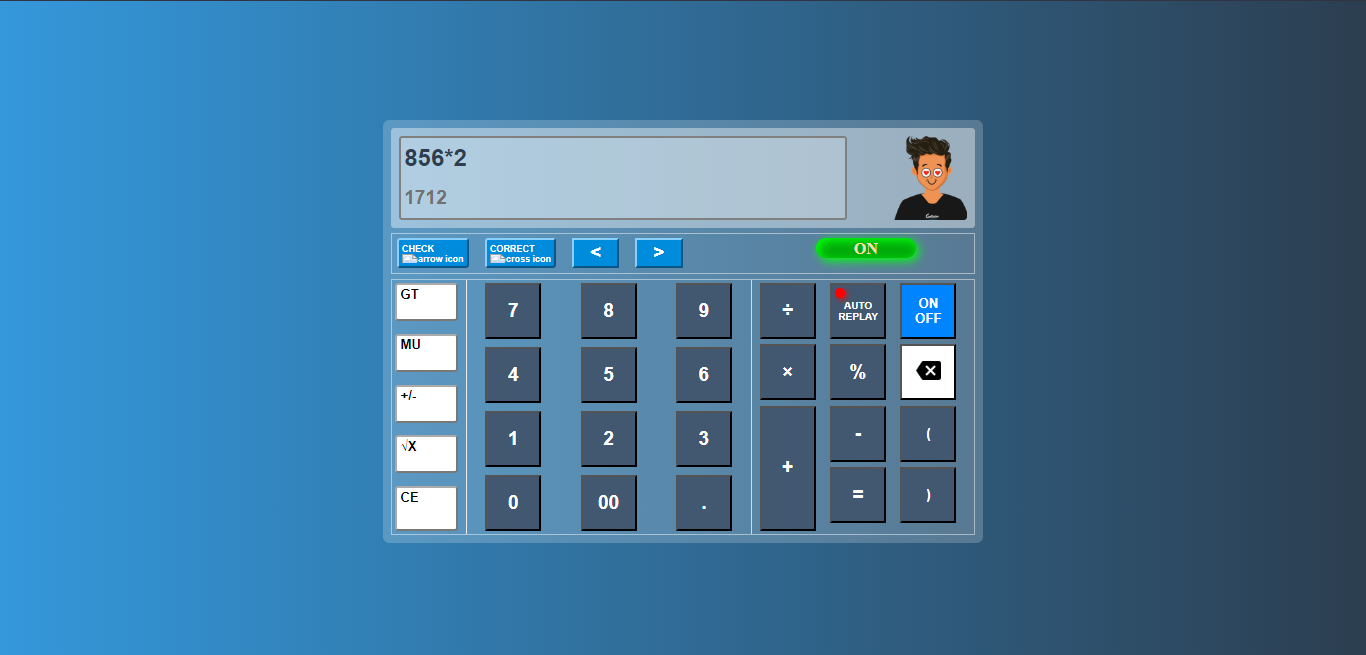 856*2
1712
CHECK
arrow icon
CORRECT
cross icon
<
>
ON
GT
7
8
9
÷
AUTO
REPLAY
ON
OFF
MU
4
5
6
×
%
+/-
1
2
3
+
-
(
√X
CE
0
00
.
=
)